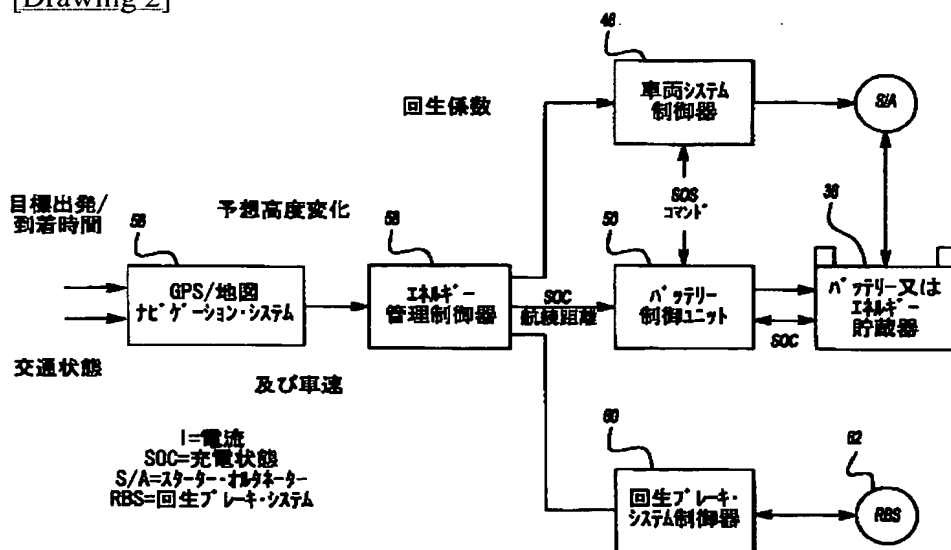 [Drawing 2]
48
車両システム
制御器
S/A
回生係数
目標出発/
到着時間
58
予想高度変化
58
SOS
コマンド
50
36
GPS/地図
ナビゲーション・システム
エネルギー
管理制御器
SOC
航続距離
バッテリー
制御ユニット
SOC
バッテリー又は
エネルギー
貯蔵器
交通状態
及び車速
I=電流
SOC=充電状態
S/A=スターター・オルタネーター
RBS=回生ブレーキ・システム
60
回生ブレーキ・
システム制御器
62
RBS